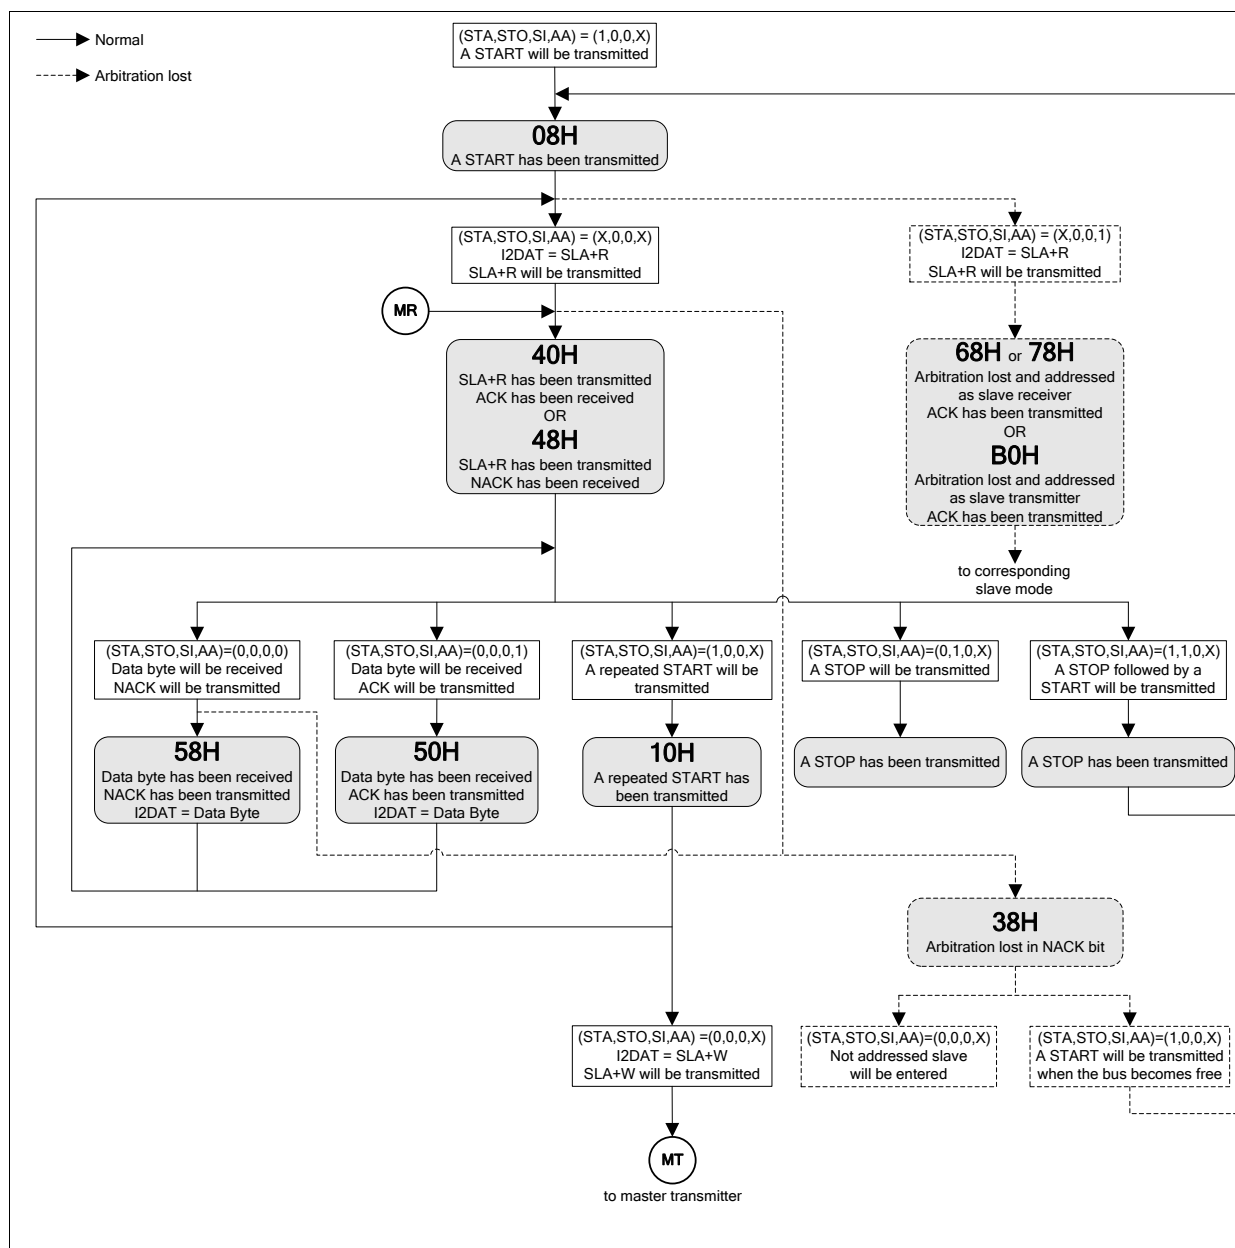 Normal
Arbitration lost
(STA,STO,SI,AA) = (1,0,0,X)
A START will be transmitted
08H
A START has been transmitted
(STA,STO,SI,AA) = (X,0,0,X)
I2DAT = SLA+R
SLA+R will be transmitted
(STA,STO,SI,AA) = (X,0,0,1)
I2DAT = SLA+R
SLA+R will be transmitted
MR
40H
SLA+R has been transmitted
ACK has been received
OR
48H
SLA+R has been transmitted
NACK has been received
68H or 78H
Arbitration lost and addressed
as slave receiver
ACK has been transmitted
OR
B0H
Arbitration lost and addressed
as slave transmitter
ACK has been transmitted
to corresponding
slave mode
(STA,STO,SI,AA)=(0,0,0,0)
Data byte will be received
NACK will be transmitted
(STA,STO,SI,AA)=(0,0,0,1)
Data byte will be received
ACK will be transmitted
(STA,STO,SI,AA)=(1,0,0,X)
A repeated START will be
transmitted
(STA,STO,SI,AA)=(0,1,0,X)
A STOP will be transmitted
(STA,STO,SI,AA)=(1,1,0,X)
A STOP followed by a
START will be transmitted
58H
Data byte has been received
NACK has been transmitted
I2DAT = Data Byte
50H
Data byte has been received
ACK has been transmitted
I2DAT = Data Byte
10H
A repeated START has
been transmitted
A STOP has been transmitted
A STOP has been transmitted
38H
Arbitration lost in NACK bit
(STA,STO,SI,AA) =(0,0,0,X)
I2DAT = SLA+W
SLA+W will be transmitted
(STA,STO,SI,AA)=(0,0,0,X)
Not addressed slave
will be entered
(STA,STO,SI,AA)=(1,0,0,X)
A START will be transmitted
when the bus becomes free
MT
to master transmitter